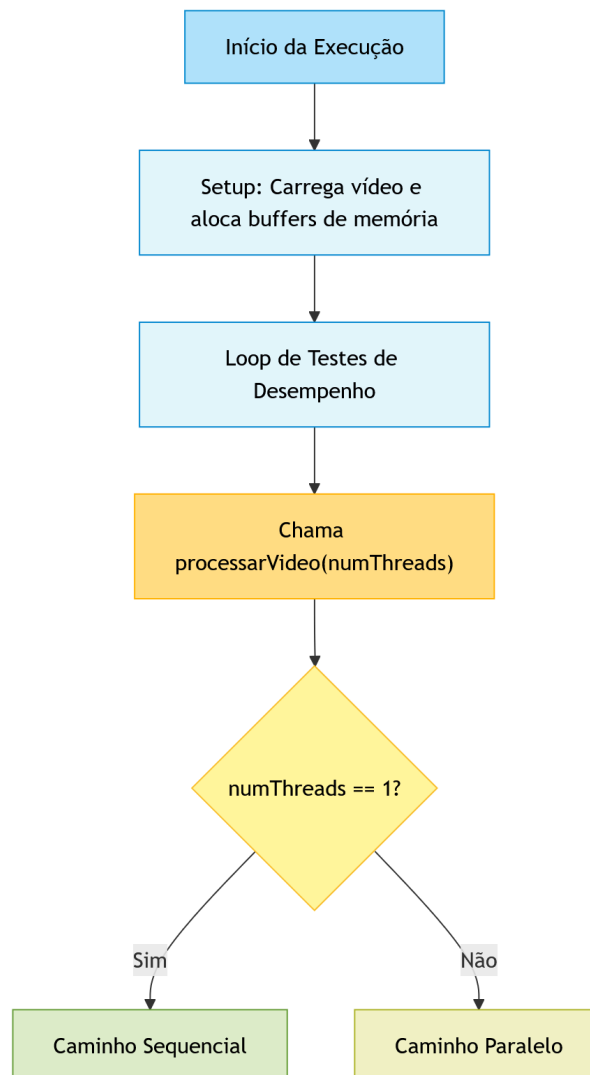 Início da Execução
Setup: Carrega vídeo e
aloca buffers de memória
Loop de Testes de
Desempenho
Chama
processarVideo(numThreads)
numThreads == 1?
Sim
Não
Caminho Sequencial
Caminho Paralelo